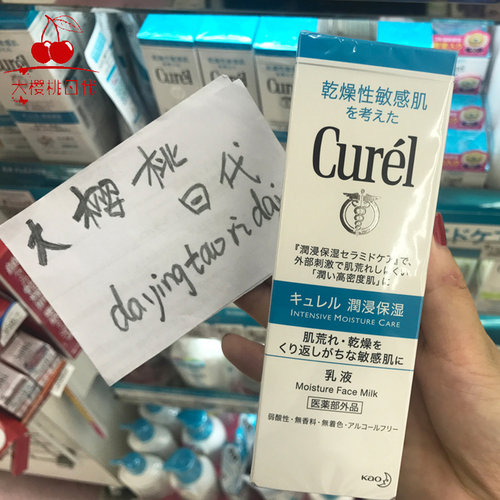 大樱桃日代
大樱桃
日代
daijingtao ri dai
乾燥性敏感肌
を考えた
Curél
『潤浸保湿セラミドケア』で、
外部刺激で肌荒れしにくい
「潤い高密度肌」に
キュレル 潤浸保湿
INTENSIVE MOISTURE CARE
肌荒れ・乾燥を
くり返しがちな敏感肌に
乳液
Moisture Face Milk
医薬部外品
弱酸性・無香料・無着色・アルコールフリー
Kao
Curél
Curél